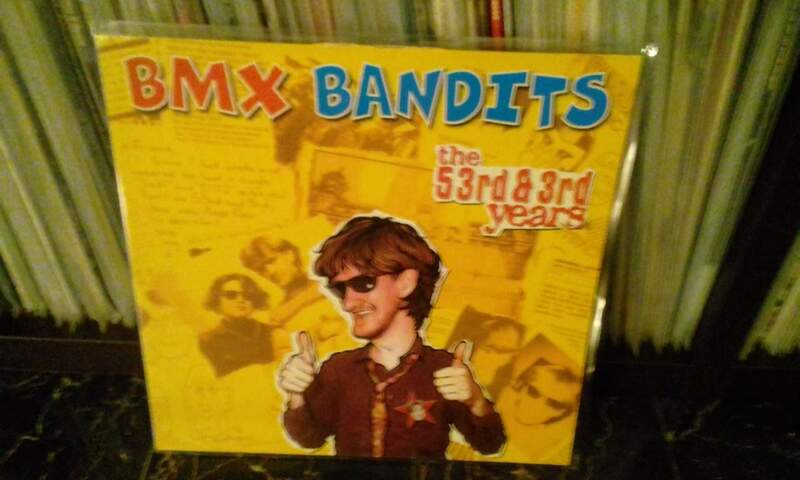 BMX BANDITS
the
53rd & 3rd
years